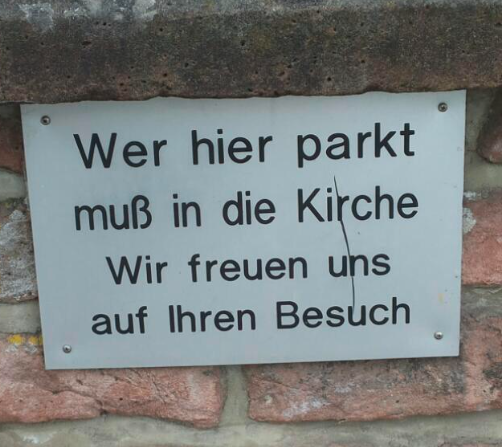 Wer hier parkt
muß in die Kirche
Wir freuen uns
auf Ihren Besuch